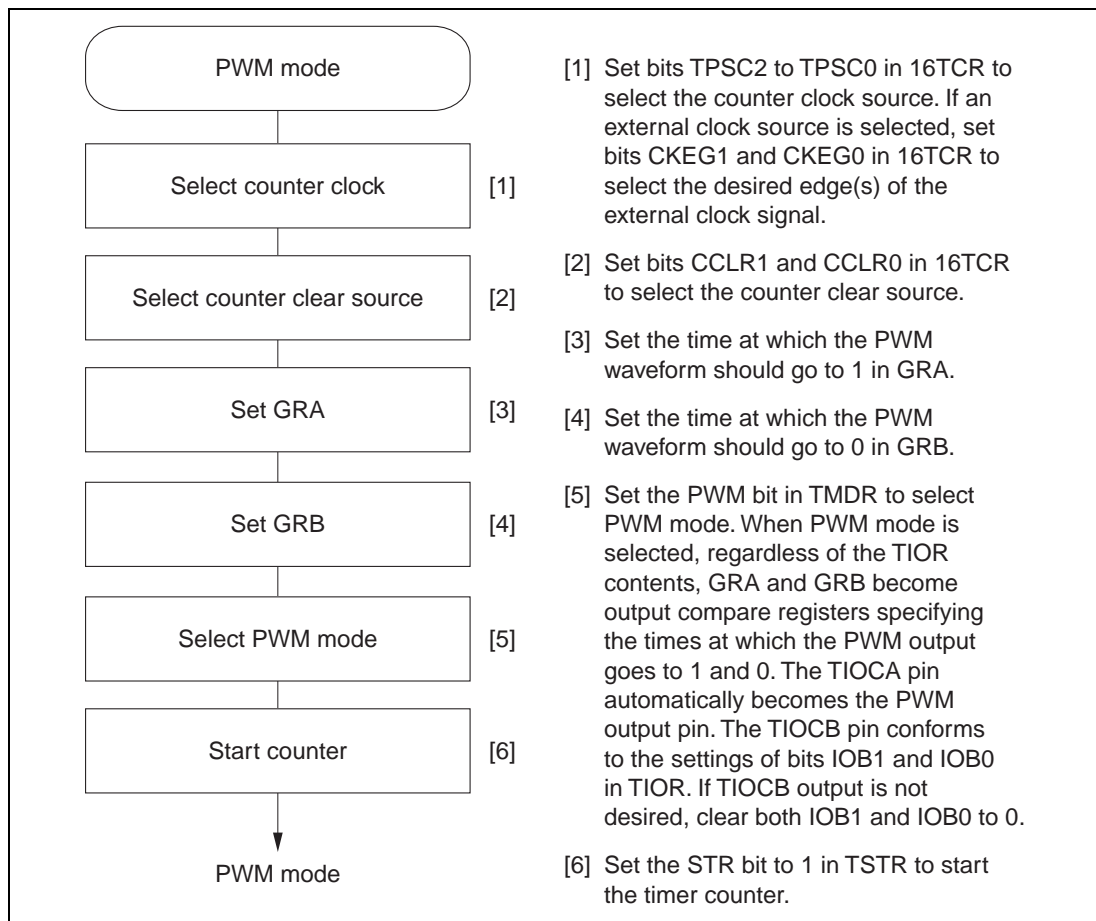 PWM mode
Select counter clock [1]
Select counter clear source [2]
Set GRA [3]
Set GRB [4]
Select PWM mode [5]
Start counter [6]
PWM mode
[1] Set bits TPSC2 to TPSC0 in 16TCR to
select the counter clock source. If an
external clock source is selected, set
bits CKEG1 and CKEG0 in 16TCR to
select the desired edge(s) of the
external clock signal.
[2] Set bits CCLR1 and CCLR0 in 16TCR
to select the counter clear source.
[3] Set the time at which the PWM
waveform should go to 1 in GRA.
[4] Set the time at which the PWM
waveform should go to 0 in GRB.
[5] Set the PWM bit in TMDR to select
PWM mode. When PWM mode is
selected, regardless of the TIOR
contents, GRA and GRB become
output compare registers specifying
the times at which the PWM output
goes to 1 and 0. The TIOCA pin
automatically becomes the PWM
output pin. The TIOCB pin conforms
to the settings of bits IOB1 and IOB0
in TIOR. If TIOCB output is not
desired, clear both IOB1 and IOB0 to 0.
[6] Set the STR bit to 1 in TSTR to start
the timer counter.